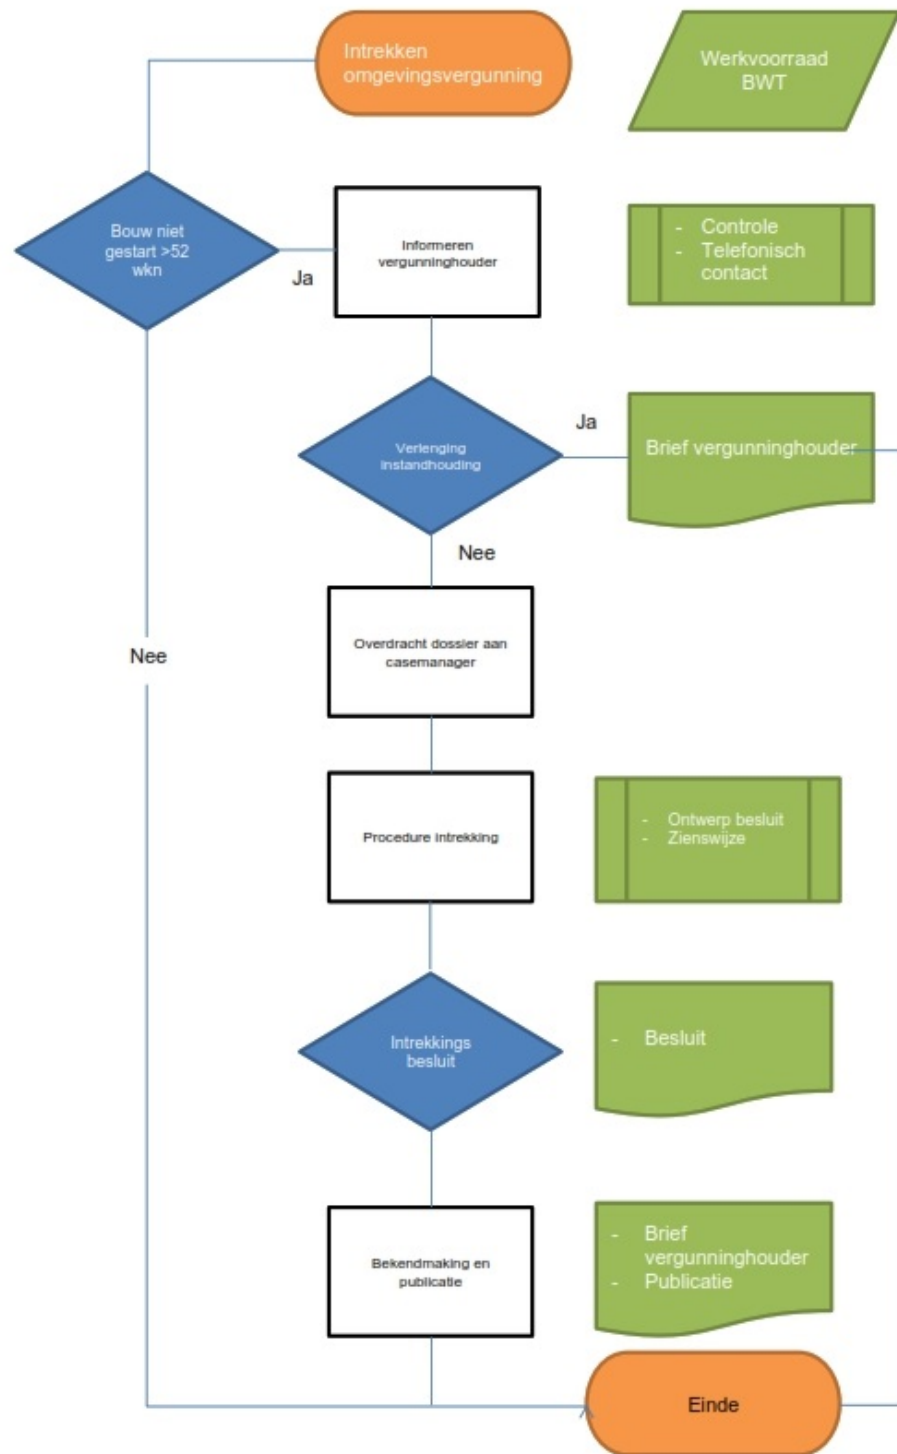 Intrekken
omgevingsvergunning
Werkvoorraad
BWT
Bouw niet
gestart >52
wkn
Ja
Informeren
vergunninghouder
- Controle
- Telefonisch
contact
Verlenging
instandhouding
Ja
Brief vergunninghouder
Nee
Nee
Overdracht dossier aan
casemanager
Procedure intrekking
- Ontwerp besluit
- Zienswijze
Intrekkings
besluit
- Besluit
Bekendmaking en
publicatie
- Brief
vergunninghouder
- Publicatie
Einde